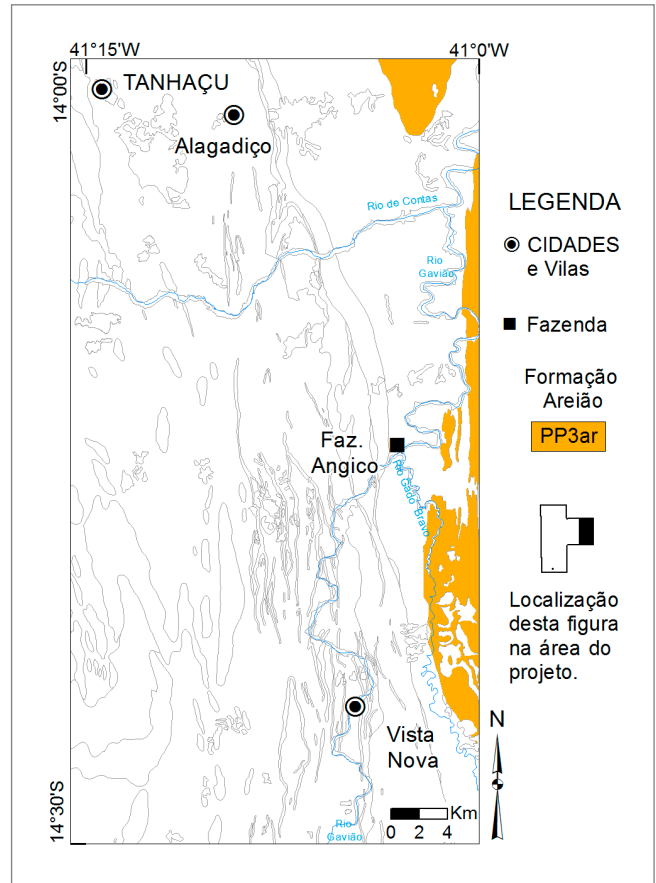 41°15'W
41°0'W
14°00'S
TANHAÇU
Alagadiço
Rio de Contas
Rio
Gavião
Faz.
Angico
Rio Gado Bravo
Vista
Nova
14°30'S
Rio
Gavião
Km
0 2 4
LEGENDA
CIDADES
e Vilas
Fazenda
Formação
Areião
PP3ar
Localização
desta figura
na área do
projeto.
N